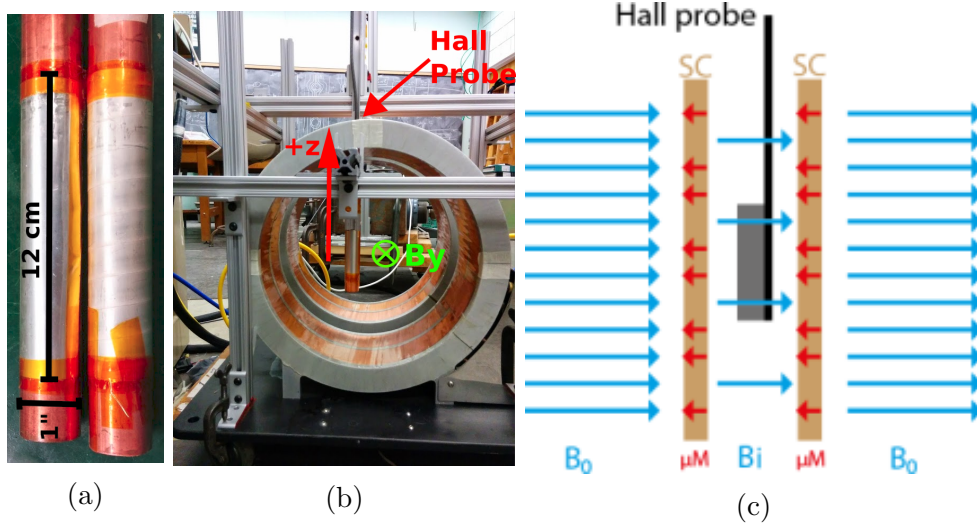 12 cm
1"
(a)
Hall
Probe
+z
By
(b)
Hall probe
SC
SC
B0
μM
Bi
μM
B0
(c)